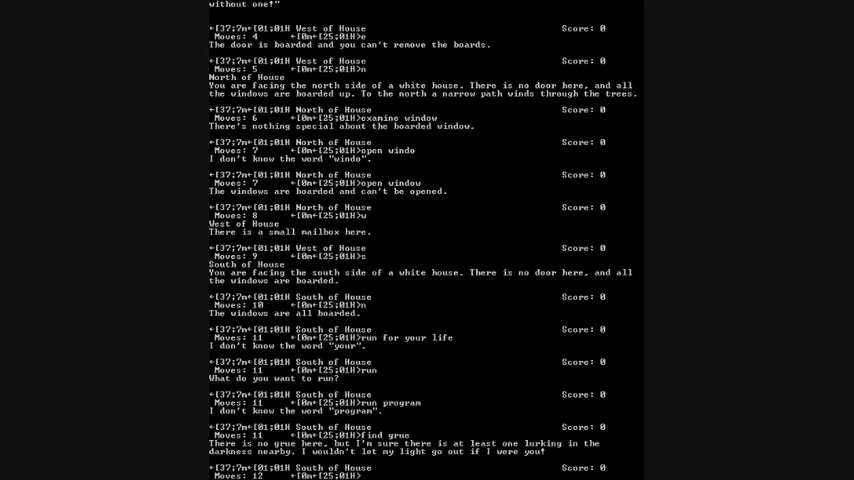 without one!"
←[37;7m←[01;01H West of House Score: 0
Moves: 4 ←[0m←[25;01H>e
The door is boarded and you can't remove the boards.
←[37;7m←[01;01H West of House Score: 0
Moves: 5 ←[0m←[25;01H>n
North of House
You are facing the north side of a white house. There is no door here, and all
the windows are boarded up. To the north a narrow path winds through the trees.
←[37;7m←[01;01H North of House Score: 0
Moves: 6 ←[0m←[25;01H>examine window
There's nothing special about the boarded window.
←[37;7m←[01;01H North of House Score: 0
Moves: 7 ←[0m←[25;01H>open windo
I don't know the word "windo".
←[37;7m←[01;01H North of House Score: 0
Moves: 7 ←[0m←[25;01H>open window
The windows are boarded and can't be opened.
←[37;7m←[01;01H North of House Score: 0
Moves: 8 ←[0m←[25;01H>w
West of House
There is a small mailbox here.
←[37;7m←[01;01H West of House Score: 0
Moves: 9 ←[0m←[25;01H>s
South of House
You are facing the south side of a white house. There is no door here, and all
the windows are boarded.
←[37;7m←[01;01H South of House Score: 0
Moves: 10 ←[0m←[25;01H>n
The windows are all boarded.
←[37;7m←[01;01H South of House Score: 0
Moves: 11 ←[0m←[25;01H>run for your life
I don't know the word "your".
←[37;7m←[01;01H South of House Score: 0
Moves: 11 ←[0m←[25;01H>run
What do you want to run?
←[37;7m←[01;01H South of House Score: 0
Moves: 11 ←[0m←[25;01H>run program
I don't know the word "program".
←[37;7m←[01;01H South of House Score: 0
Moves: 11 ←[0m←[25;01H>find grue
There is no grue here, but I'm sure there is at least one lurking in the
darkness nearby. I wouldn't let my light go out if I were you!
←[37;7m←[01;01H South of House Score: 0
Moves: 12 ←[0m←[25;01H>